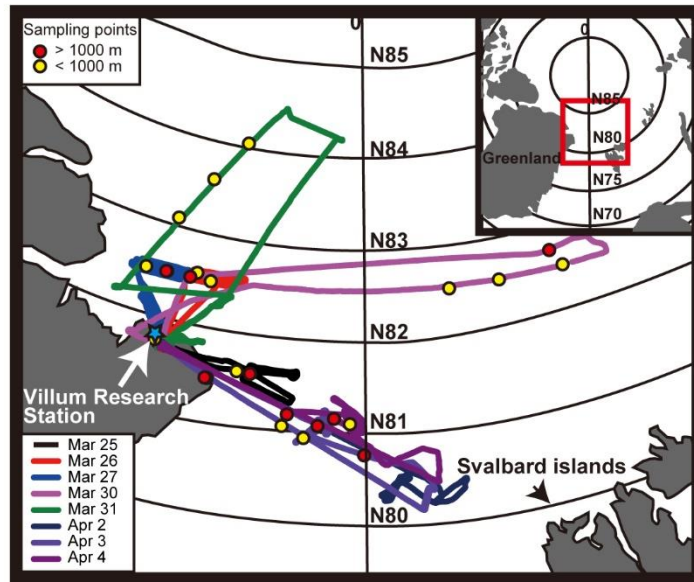 Sampling points
> 1000 m
< 1000 m
0
N85
N84
N83
N82
N81
N80
0
N85
N80
N75
N70
Greenland
Villum Research
Station
Svalbard islands
Mar 25
Mar 26
Mar 27
Mar 30
Mar 31
Apr 2
Apr 3
Apr 4